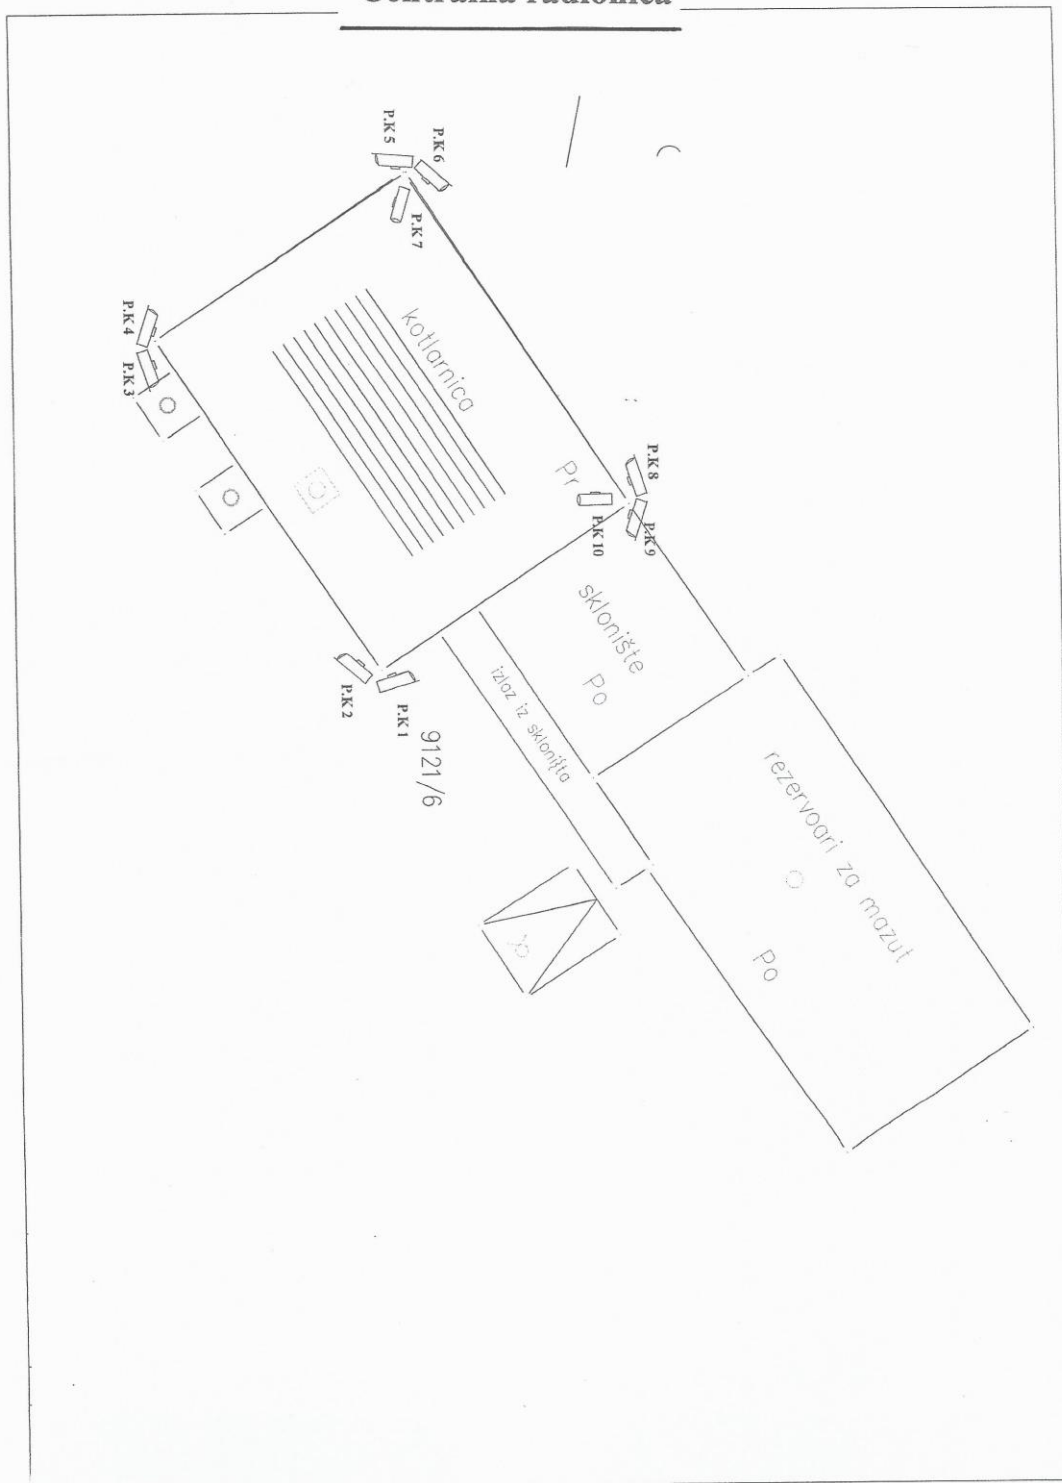 Centralna radionica
P.K 5
P.K 6
P.K 7
P.K 4
P.K 3
kotlarnica
Pr
P.K 8
P.K 9
P.K 10
sklonište
Po
izlaz iz skloništa
P.K 2
P.K 1
9121/6
rezervoari za mazut
Po